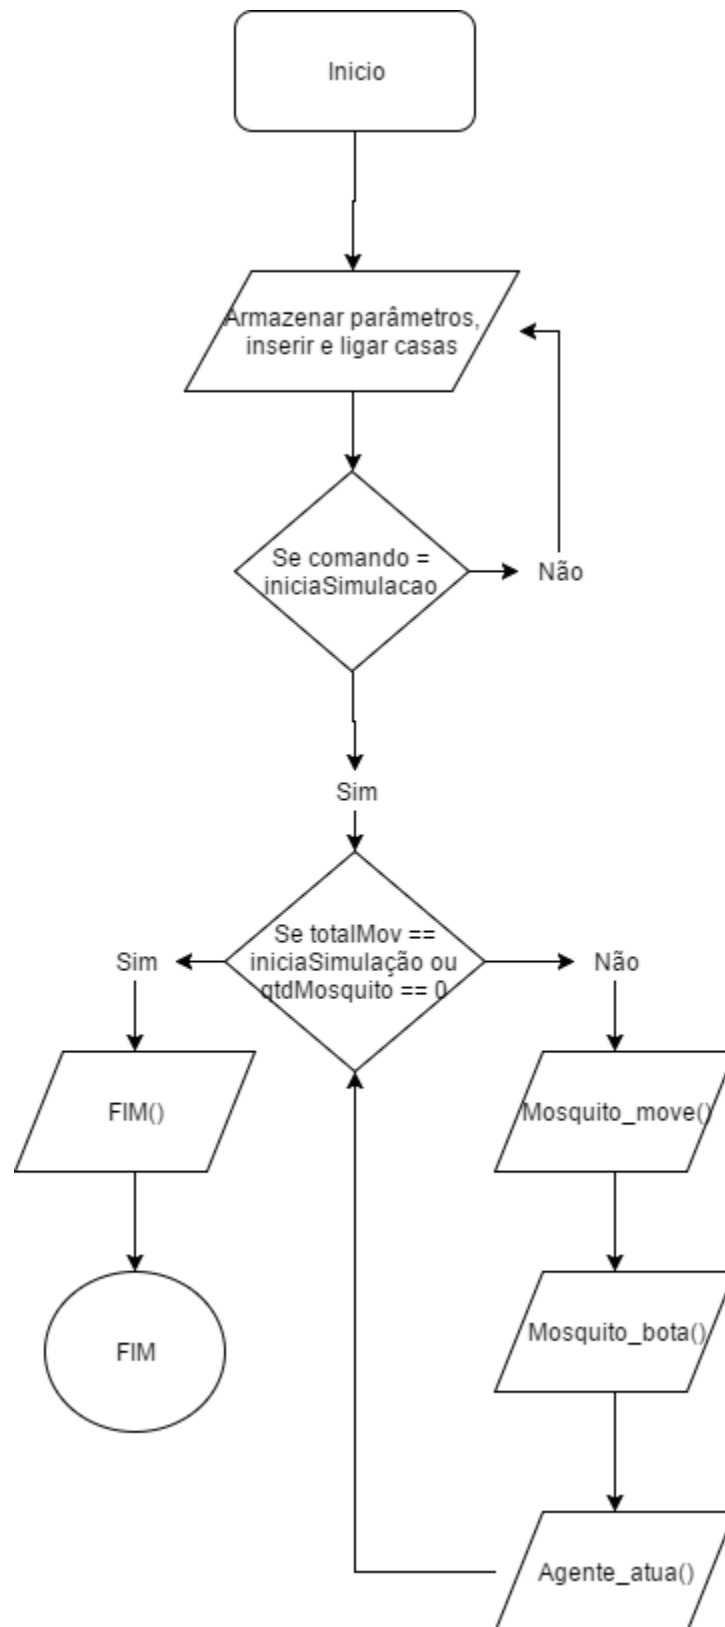 Inicio
Armazenar parâmetros,
inserir e ligar casas
Se comando =
iniciaSimulacao
Não
Sim
Se totalMov ==
iniciaSimulação ou
qtdMosquito == 0
Sim
Não
FIM()
Mosquito_move()
FIM
Mosquito_bota()
Agente_atua()